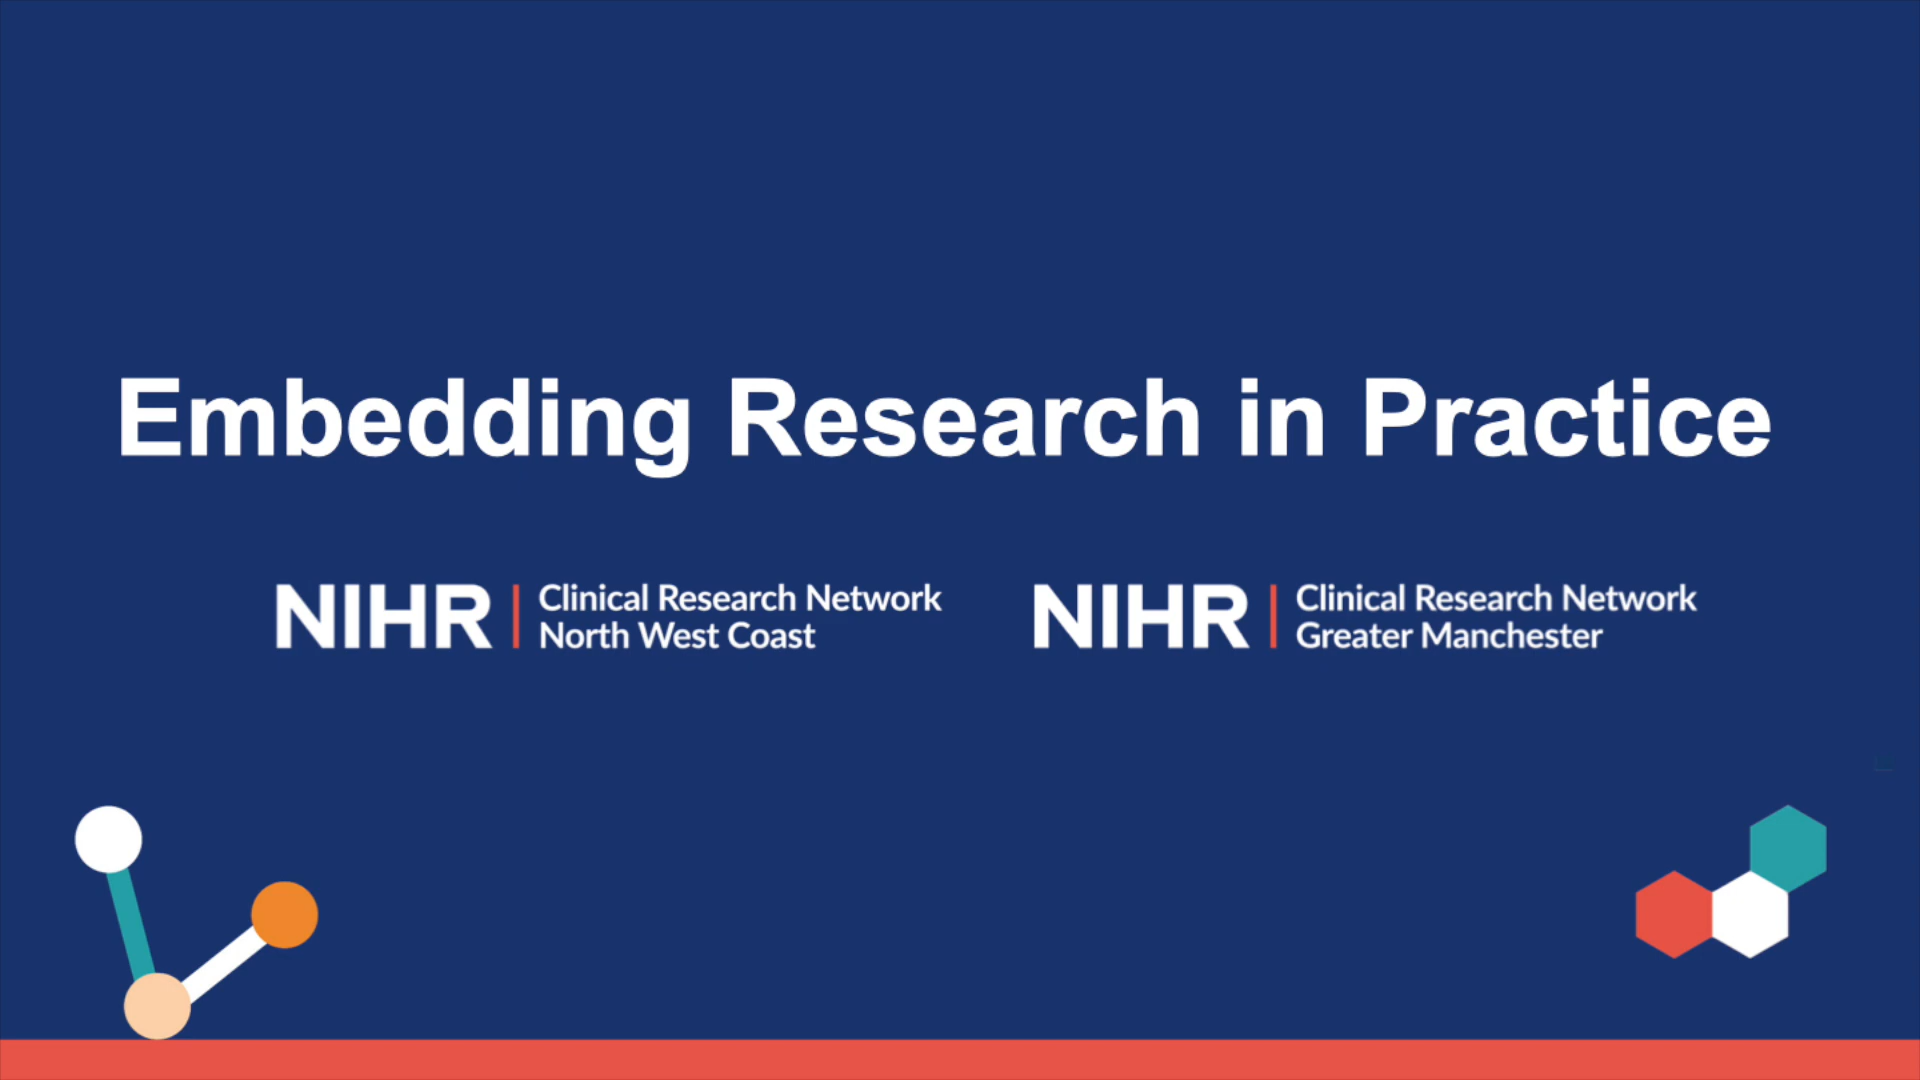 Embedding Research in Practice
NIHR | Clinical Research Network
North West Coast
NIHR | Clinical Research Network
Greater Manchester